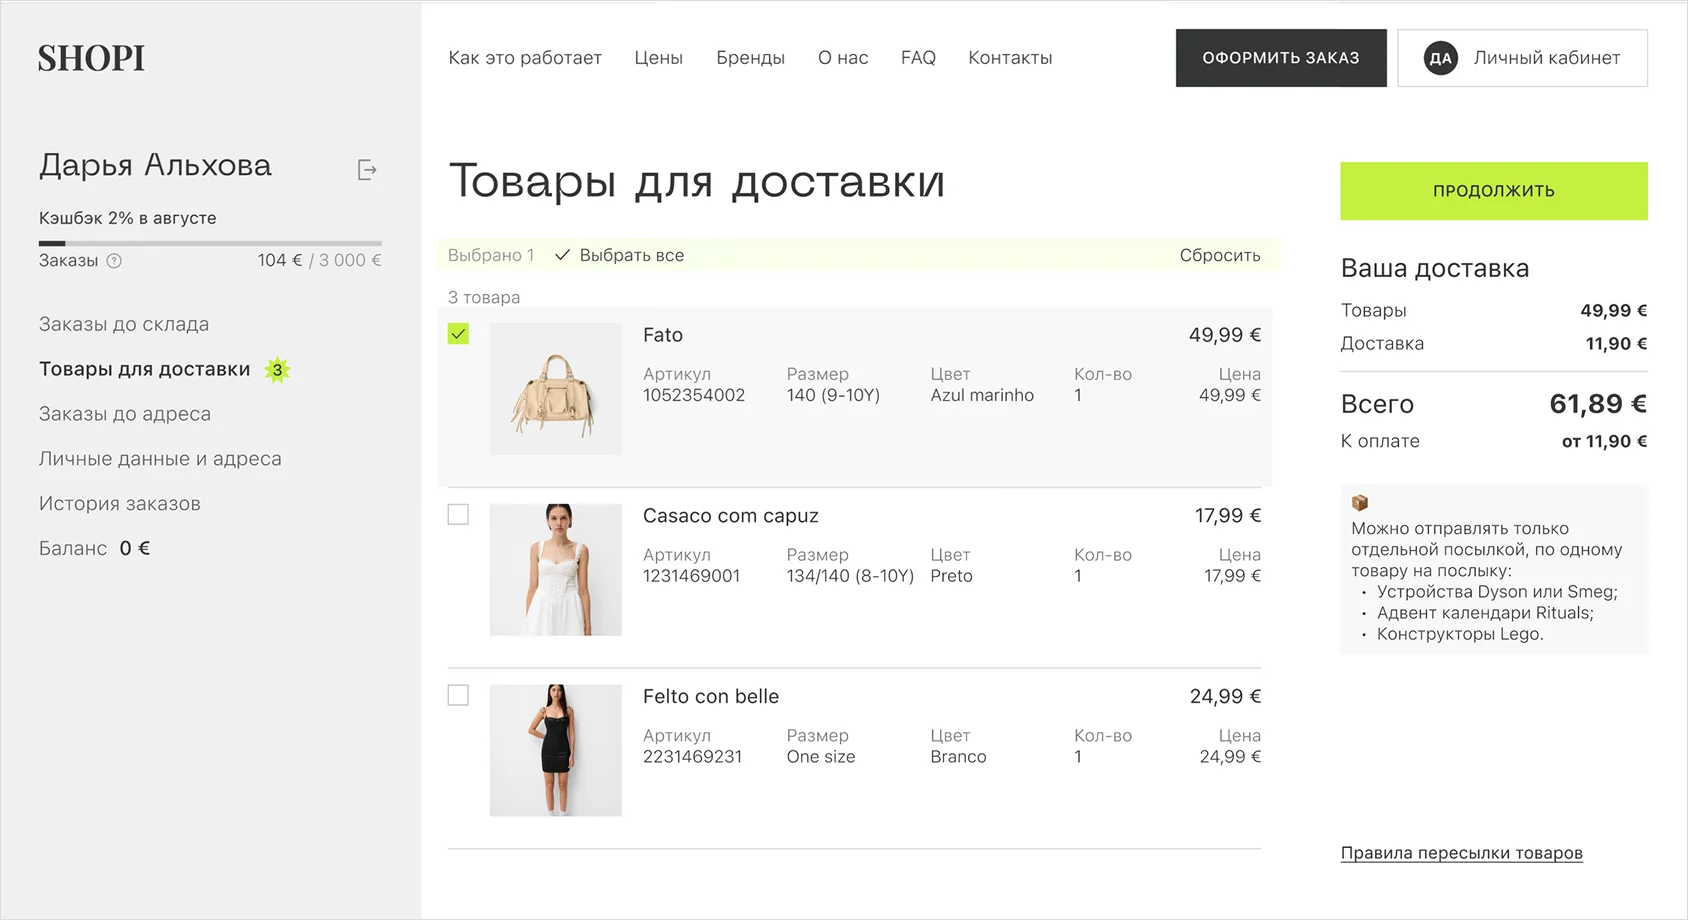 SHOPI
Как это работает
Цены
Бренды
О нас
FAQ
Контакты
ОФОРМИТЬ ЗАКАЗ
ДА
Личный кабинет
Дарья Альхова
Кэшбэк 2% в августе
Заказы ?
104 € / 3 000 €
Заказы до склада
Товары для доставки 3
Заказы до адреса
Личные данные и адреса
История заказов
Баланс 0 €
Товары для доставки
Выбрано 1
Выбрать все
Сбросить
3 товара
Fato
49,99 €
Артикул Размер Цвет Кол-во Цена
1052354002 140 (9-10Y) Azul marinho 1 49,99 €
Casaco com capuz
17,99 €
Артикул Размер Цвет Кол-во Цена
1231469001 134/140 (8-10Y) Preto 1 17,99 €
Felto con belle
24,99 €
Артикул Размер Цвет Кол-во Цена
2231469231 One size Branco 1 24,99 €
ПРОДОЛЖИТЬ
Ваша доставка
Товары 49,99 €
Доставка 11,90 €
Всего 61,89 €
К оплате от 11,90 €
Можно отправлять только
отдельной посылкой, по одному
товару на послыку:
• Устройства Dyson или Smeg;
• Адвент календари Rituals;
• Конструкторы Lego.
Правила пересылки товаров